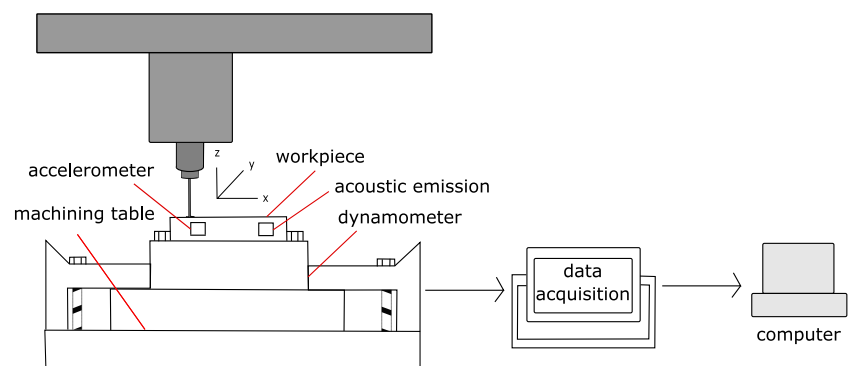 z
y
x
workpiece
accelerometer
acoustic emission
machining table
dynamometer
data
acquisition
computer